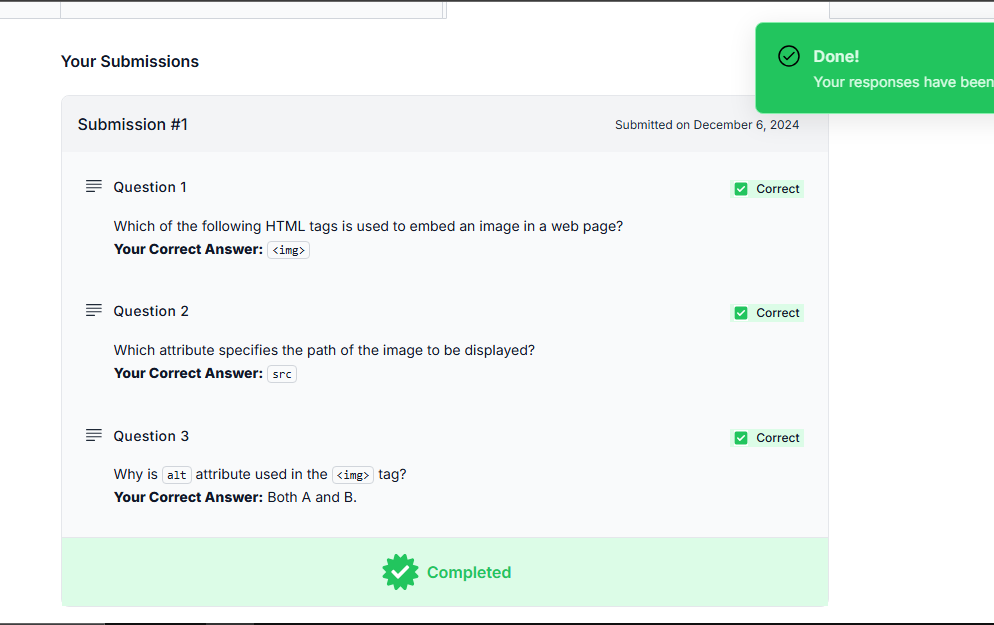 Your Submissions
Done!
Your responses have been
Submission #1
Submitted on December 6, 2024
Question 1
Correct
Which of the following HTML tags is used to embed an image in a web page?
Your Correct Answer: <img>
Question 2
Correct
Which attribute specifies the path of the image to be displayed?
Your Correct Answer: src
Question 3
Correct
Why is alt attribute used in the <img> tag?
Your Correct Answer: Both A and B.
Completed